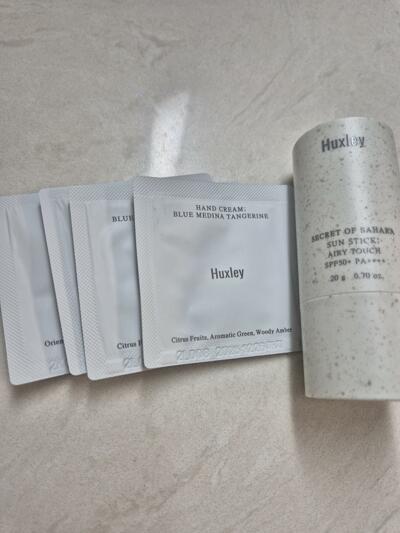 HAND CREAM;
BLUE MEDINA TANGERINE
Huxley
Citrus Fruits, Aromatic Green, Woody Amber
BLUE
Citrus
Orien
Huxley
SECRET OF SAHARA
SUN STICK;
AIRY TOUCH
SPF50+ PA++++
20 g 0.70 oz.